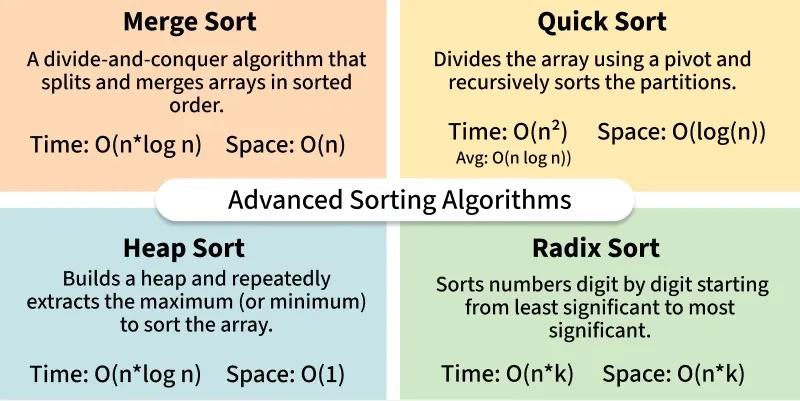 Merge Sort
A divide-and-conquer algorithm that
splits and merges arrays in sorted
order.
Time: O(n*log n) Space: O(n)
Quick Sort
Divides the array using a pivot and
recursively sorts the partitions.
Time: O(n²) Space: O(log(n))
Avg: O(n log n))
Advanced Sorting Algorithms
Heap Sort
Builds a heap and repeatedly
extracts the maximum (or minimum)
to sort the array.
Time: O(n*log n) Space: O(1)
Radix Sort
Sorts numbers digit by digit starting
from least significant to most
significant.
Time: O(n*k) Space: O(n*k)